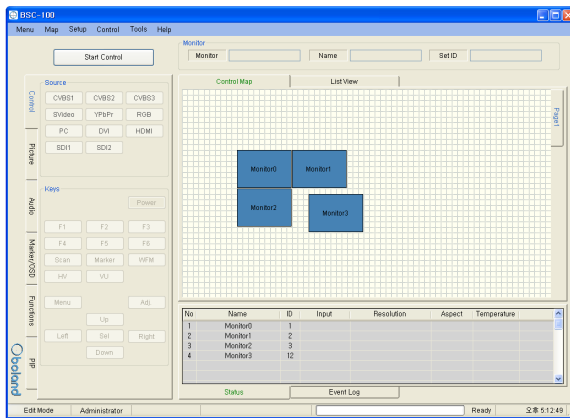 BSC-100
Menu Map Setup Control Tools Help
Start Control
Monitor
Monitor Name Set ID
Control Map List View
Page1
Control
Picture
Audio
Marker/OSD
Functions
PIP
boland
Source
CVBS1 CVBS2 CVBS3
SVideo YPbPr RGB
PC DVI HDMI
SDI1 SDI2
Keys
Power
F1 F2 F3
F4 F5 F6
Scan Marker WFM
HV VU
Menu Adj.
Up
Left Sel Right
Down
Monitor0 Monitor1
Monitor2 Monitor3
No Name ID Input Resolution Aspect Temperature
1 Monitor0 1
2 Monitor1 2
3 Monitor2 3
4 Monitor3 12
Status Event Log
Edit Mode Administrator Ready 오후 5:12:49